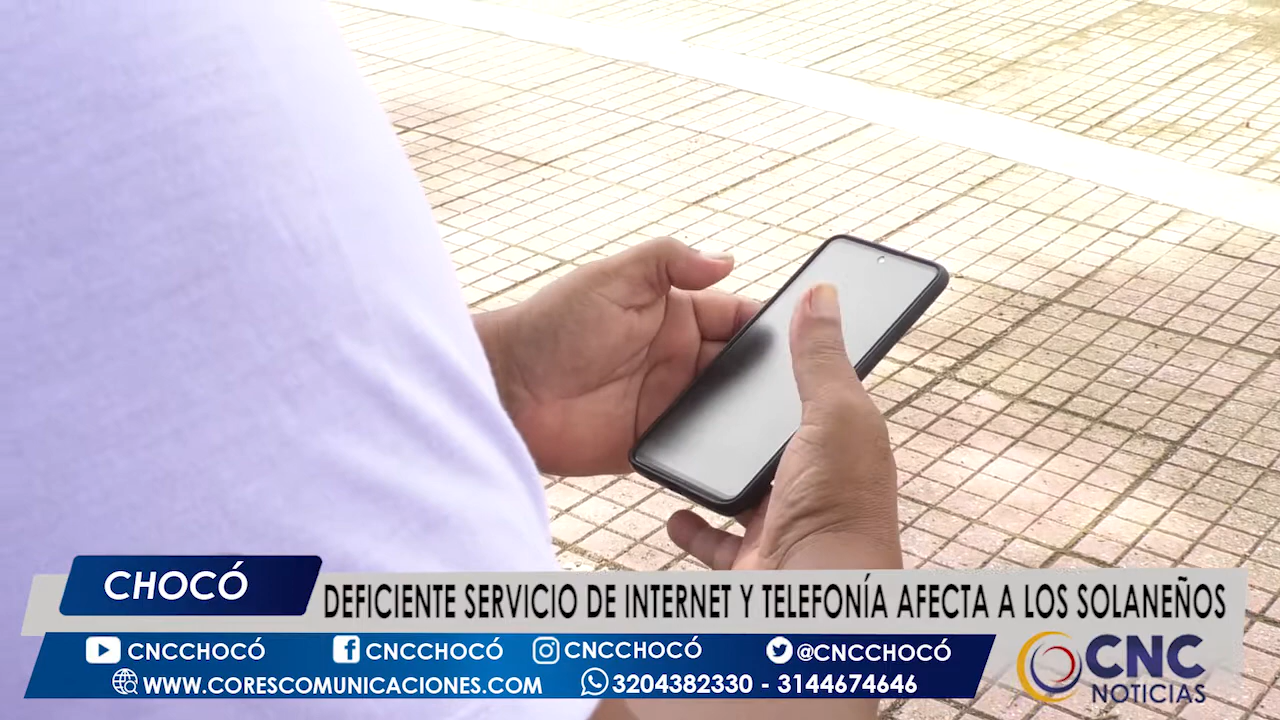 CHOCÓ
DEFICIENTE SERVICIO DE INTERNET Y TELEFONÍA AFECTA A LOS SOLANEÑOS
CNCCHOCÓ CNCCHOCÓ CNCCHOCÓ @CNCCHOCÓ
WWW.CORESCOMUNICACIONES.COM 3204382330 - 3144674646
CNC
NOTICIAS